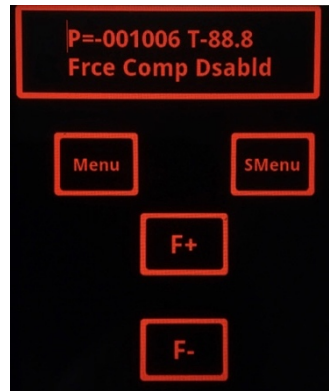 P=-001006 T-88.8
Frce Comp Dsabld
Menu
SMenu
F+
F-